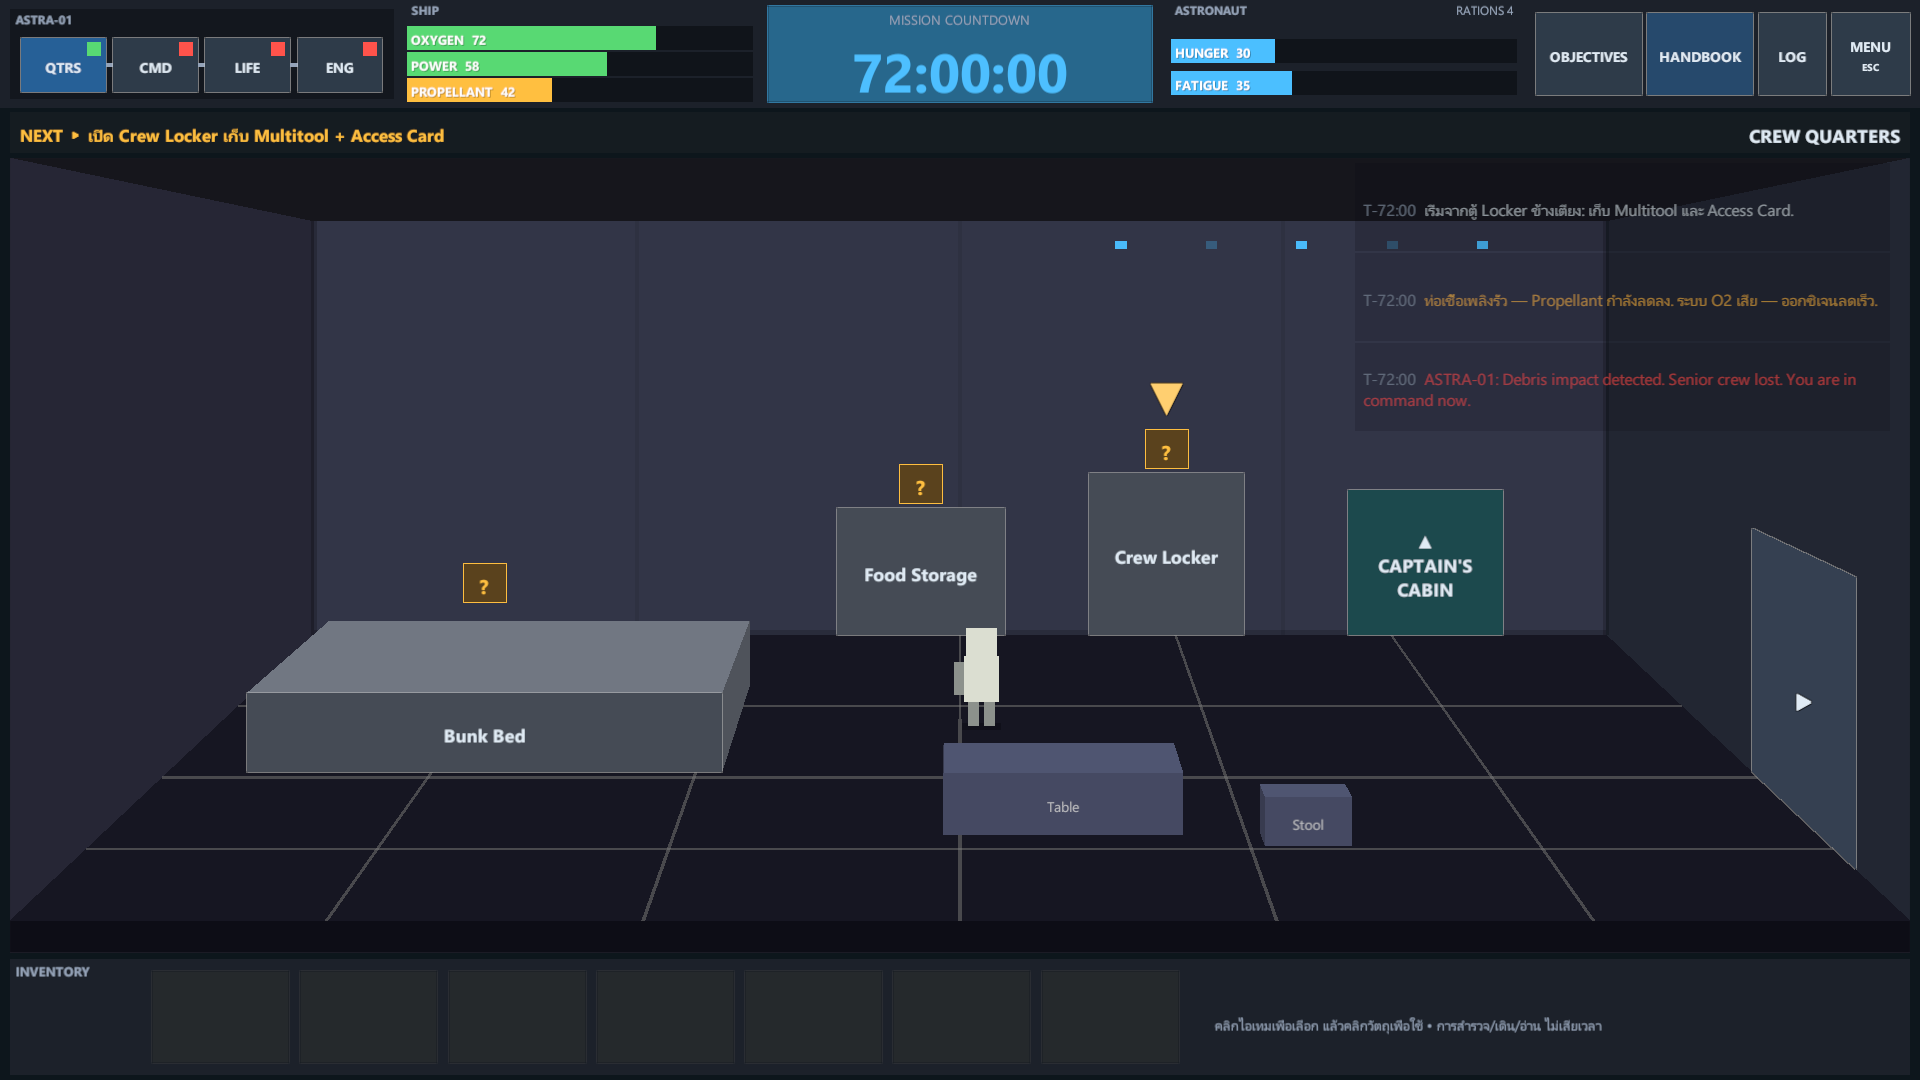 ASTRA-01
QTRS
CMD
LIFE
ENG
SHIP
OXYGEN 72
POWER 58
PROPELLANT 42
MISSION COUNTDOWN
72:00:00
ASTRONAUT
RATIONS 4
HUNGER 30
FATIGUE 35
OBJECTIVES
HANDBOOK
LOG
MENU
ESC
NEXT ▸ เปิด Crew Locker เก็บ Multitool + Access Card
CREW QUARTERS
T-72:00 เริ่มจากตู้ Locker ข้างเตียง: เก็บ Multitool และ Access Card.
T-72:00 ท่อเชื้อเพลิงรั่ว — Propellant กำลังลดลง. ระบบ O2 เสีย — ออกซิเจนลดเร็ว.
T-72:00 ASTRA-01: Debris impact detected. Senior crew lost. You are in
command now.
?
?
?
Food Storage
Crew Locker
▲
CAPTAIN'S
CABIN
Bunk Bed
Table
Stool
INVENTORY
คลิกไอเทมเพื่อเลือก แล้วคลิกวัตถุเพื่อใช้ • การสำรวจ/เดิน/อ่าน ไม่เสียเวลา